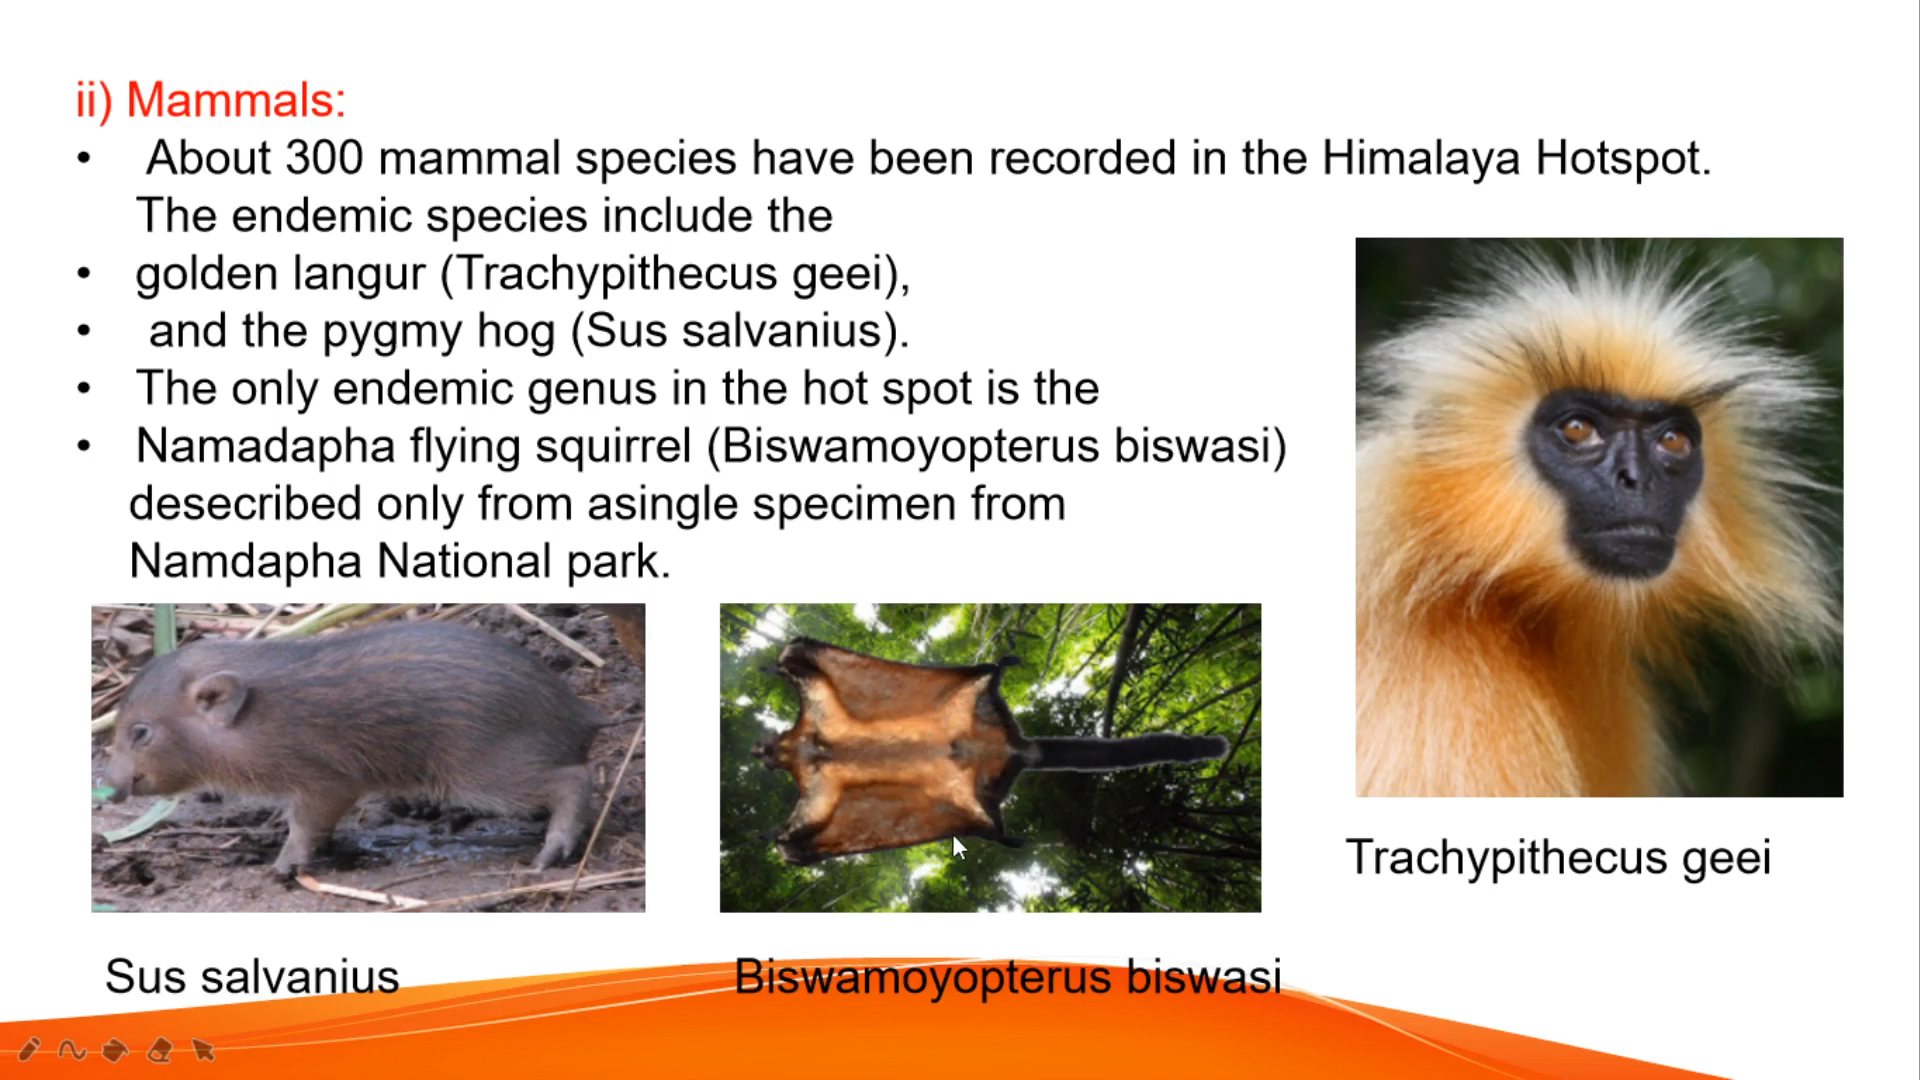 ii) Mammals:
• About 300 mammal species have been recorded in the Himalaya Hotspot.
The endemic species include the
• golden langur (Trachypithecus geei),
• and the pygmy hog (Sus salvanius).
• The only endemic genus in the hot spot is the
• Namadapha flying squirrel (Biswamoyopterus biswasi)
desecribed only from asingle specimen from
Namdapha National park.
Trachypithecus geei
Sus salvanius
Biswamoyopterus biswasi